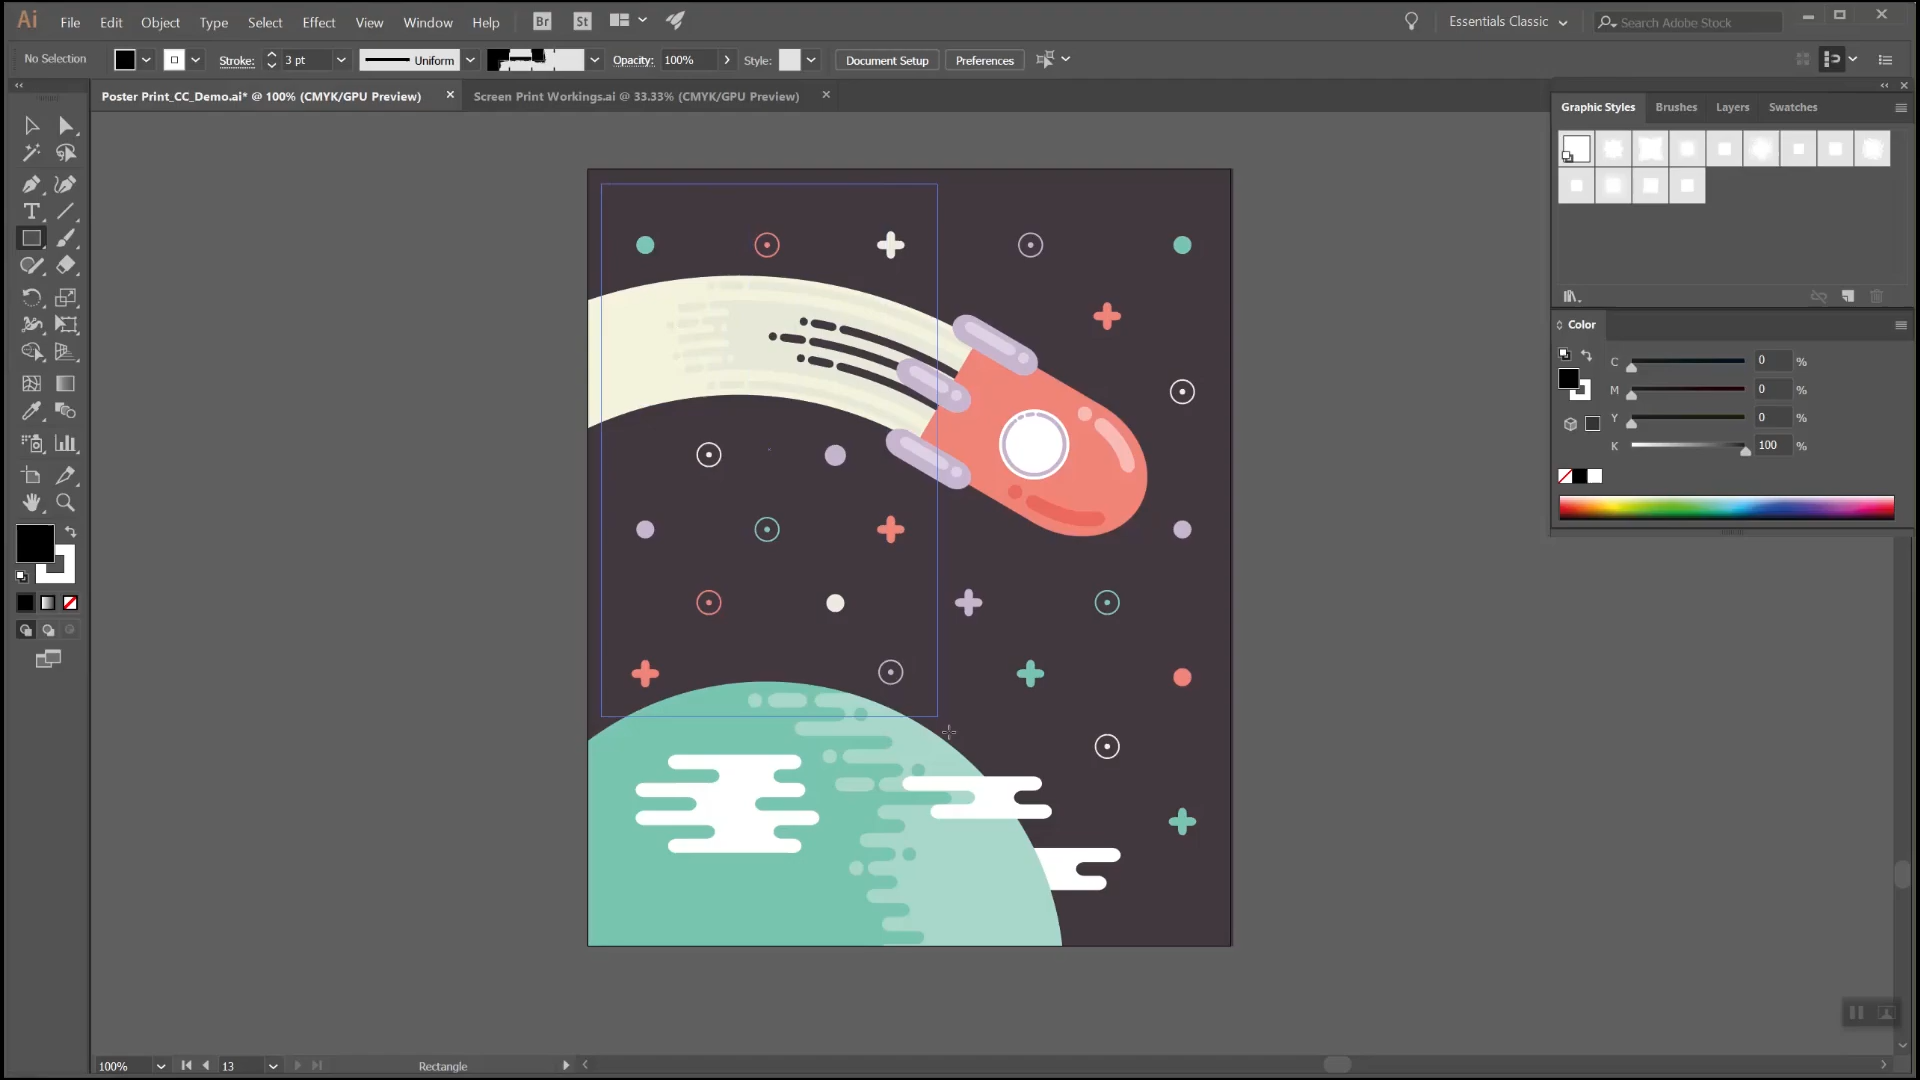 Ai File Edit Object Type Select Effect View Window Help Br St Essentials Classic Search Adobe Stock
No Selection Stroke: 3 pt Uniform Opacity: 100% Style: Document Setup Preferences
Poster Print_CC_Demo.ai* @ 100% (CMYK/GPU Preview) Screen Print Workings.ai @ 33.33% (CMYK/GPU Preview)
Graphic Styles Brushes Layers Swatches
Color
C 0 %
M 0 %
Y 0 %
K 100 %
100% 13 Rectangle